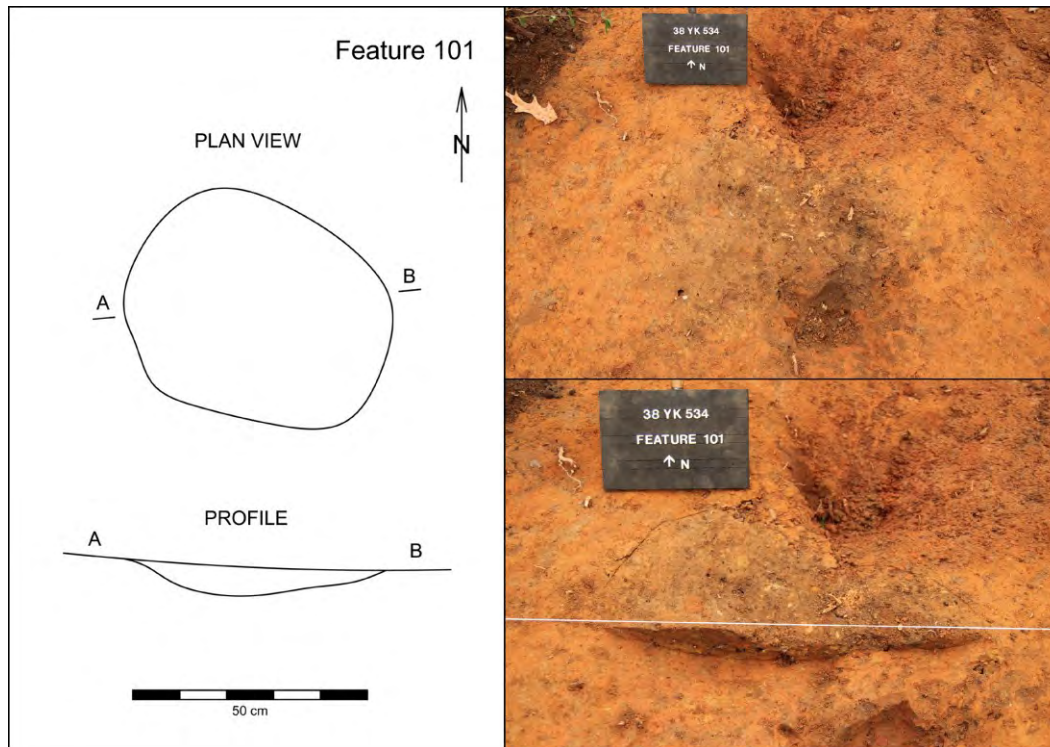 Feature 101
N
PLAN VIEW
A
B
PROFILE
A
B
50 cm
38 YK 534
FEATURE 101
↑ N
38 YK 534
FEATURE 101
↑ N